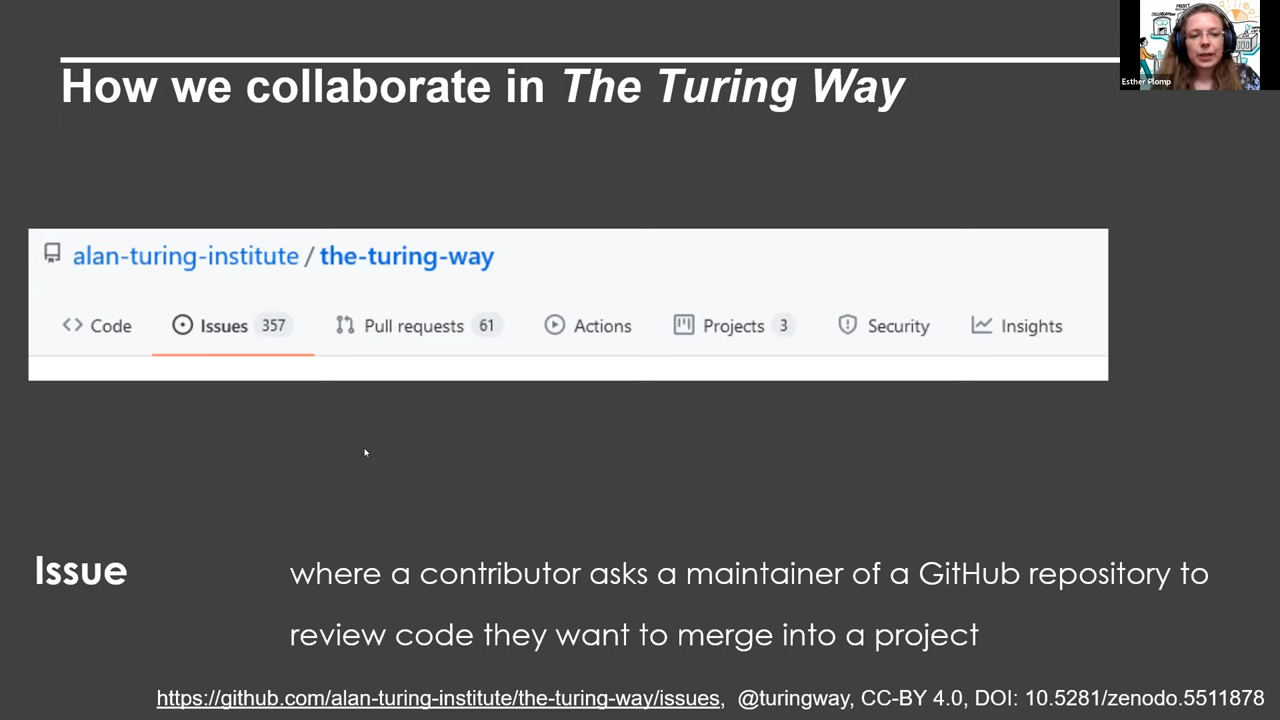 How we collaborate in The Turing Way
Esther Plomp
alan-turing-institute / the-turing-way
Code Issues 357 Pull requests 61 Actions Projects 3 Security Insights
Issue where a contributor asks a maintainer of a GitHub repository to
review code they want to merge into a project
https://github.com/alan-turing-institute/the-turing-way/issues, @turingway, CC-BY 4.0, DOI: 10.5281/zenodo.5511878